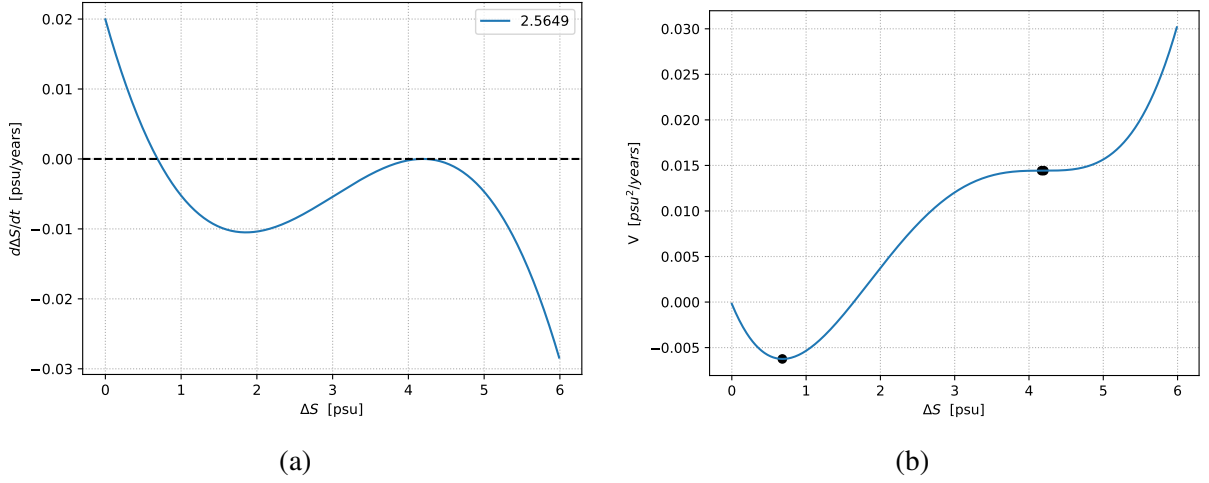 0.02
0.01
0.00
−0.01
−0.02
−0.03
dΔS/dt [psu/years]
2.5649
0 1 2 3 4 5 6
ΔS [psu]
(a)
0.030
0.025
0.020
0.015
0.010
0.005
0.000
−0.005
V [psu²/years]
0 1 2 3 4 5 6
ΔS [psu]
(b)